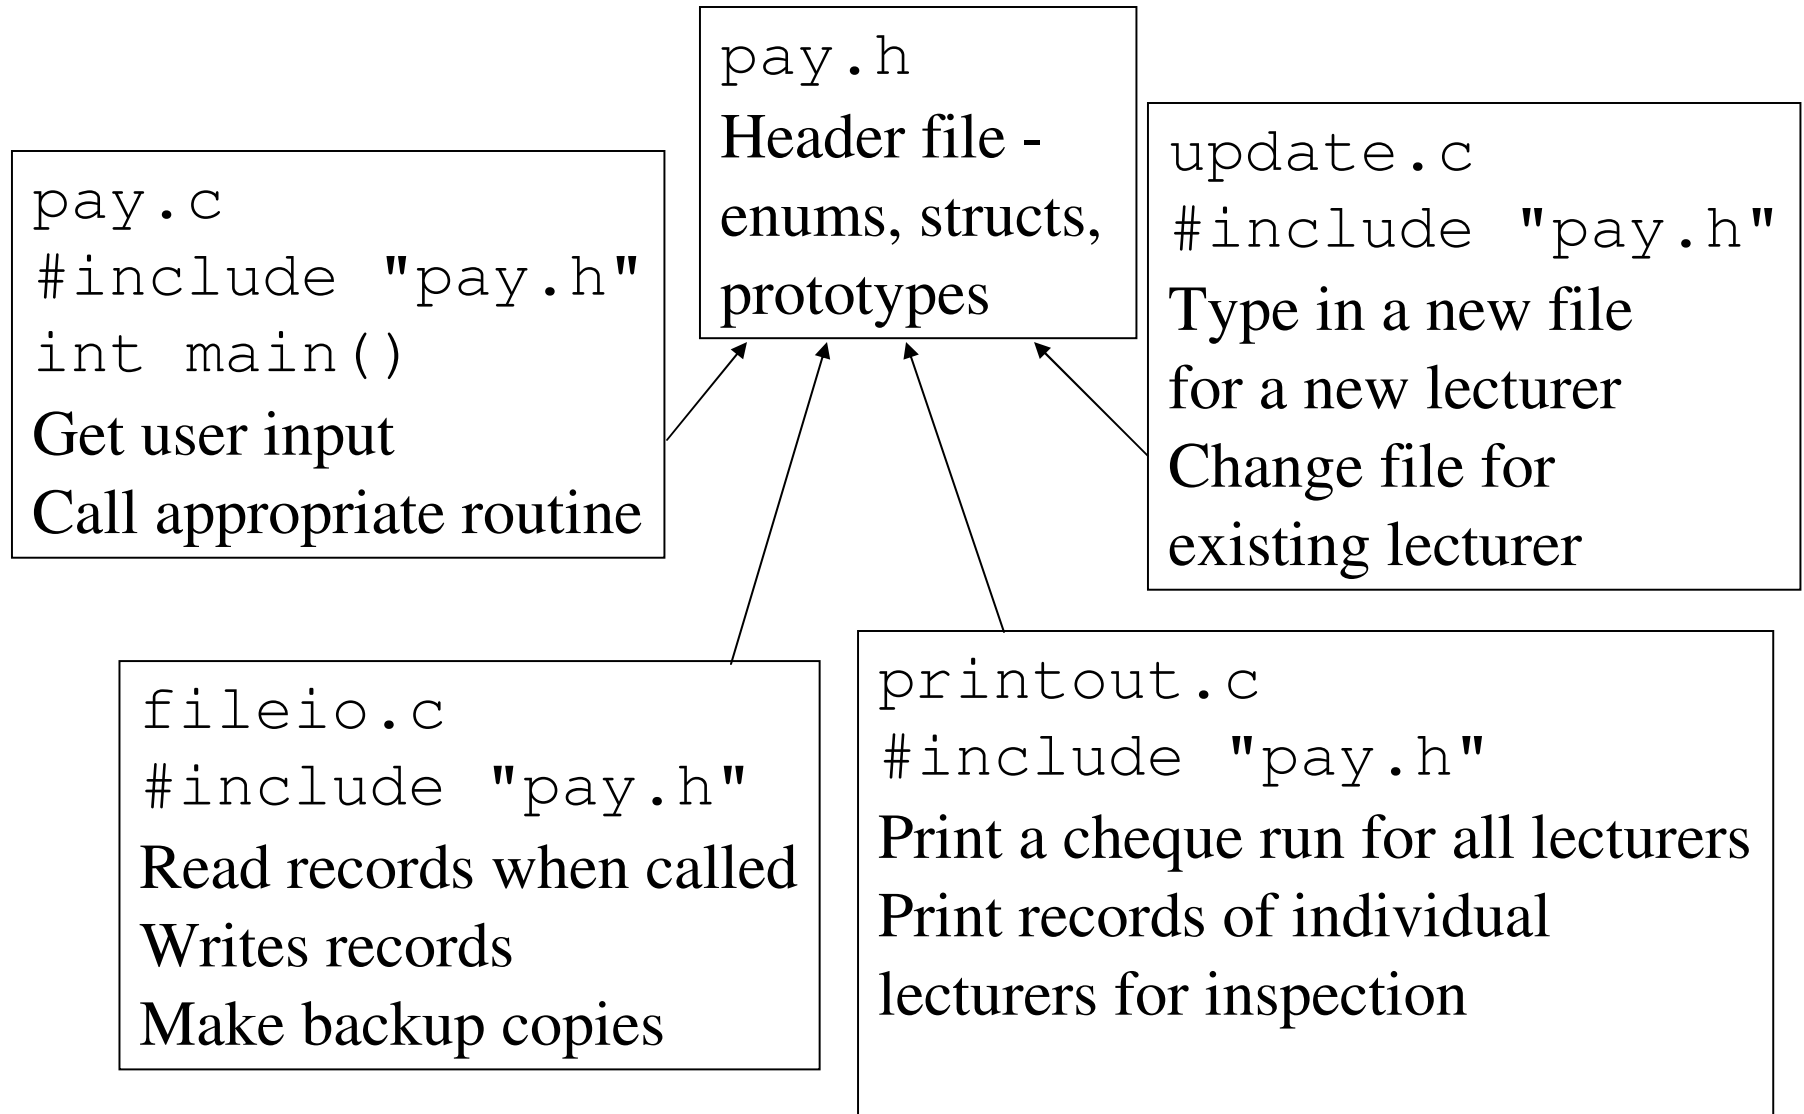 pay.h
Header file -
enums, structs,
prototypes
pay.c
#include "pay.h"
int main()
Get user input
Call appropriate routine
update.c
#include "pay.h"
Type in a new file
for a new lecturer
Change file for
existing lecturer
fileio.c
#include "pay.h"
Read records when called
Writes records
Make backup copies
printout.c
#include "pay.h"
Print a cheque run for all lecturers
Print records of individual
lecturers for inspection